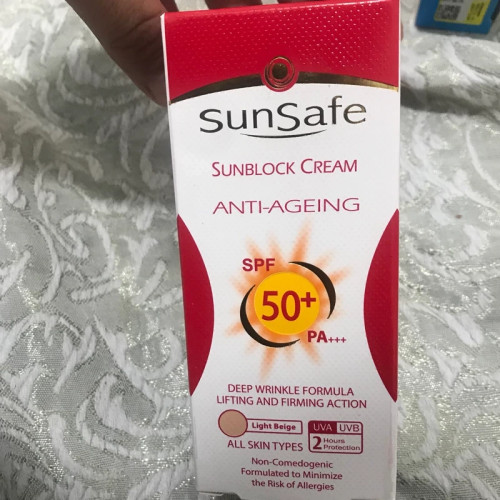 sunSafe
SUNBLOCK CREAM
ANTI-AGEING
SPF
50+
PA+++
DEEP WRINKLE FORMULA
LIFTING AND FIRMING ACTION
Light Beige
UVA UVB
ALL SKIN TYPES
2 Hours Protection
Non-Comedogenic
Formulated to Minimize
the Risk of Allergies